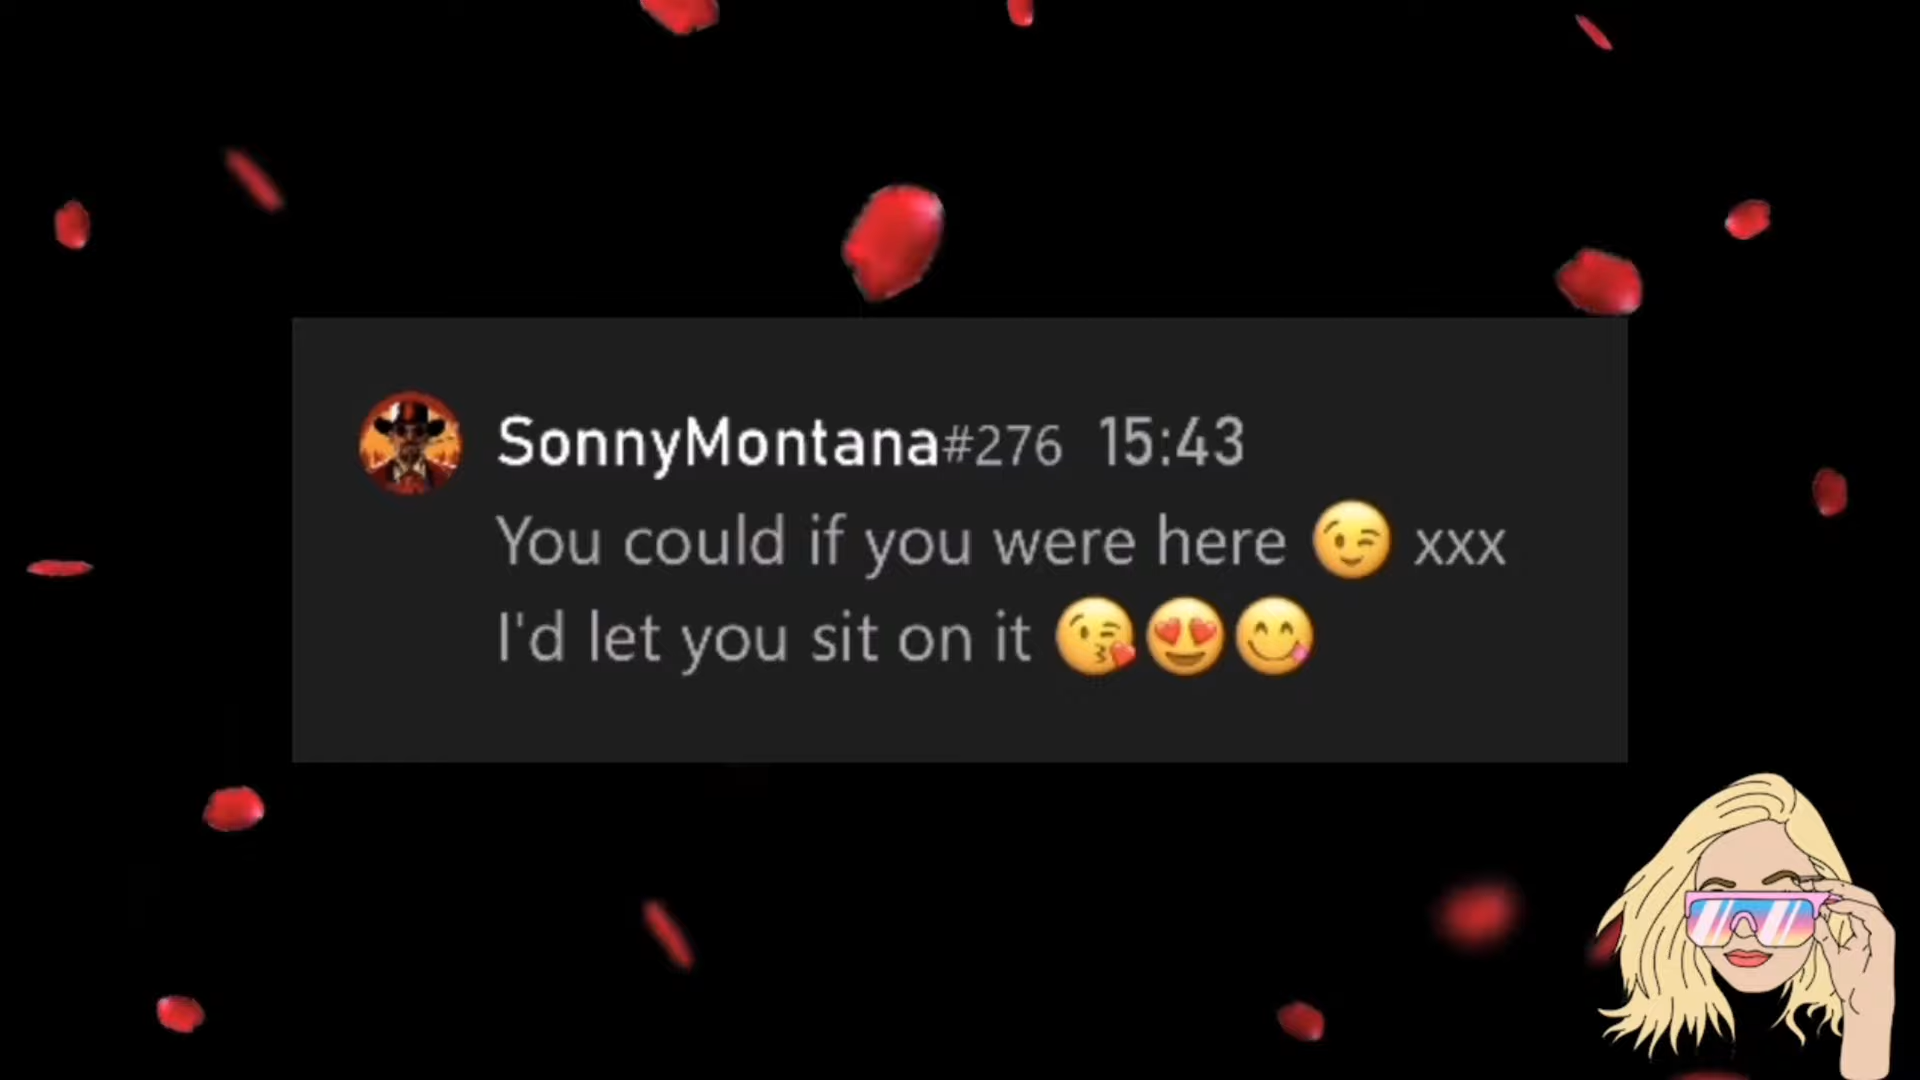 SonnyMontana#276 15:43
You could if you were here 😉 xxx
I'd let you sit on it 😘😍😋